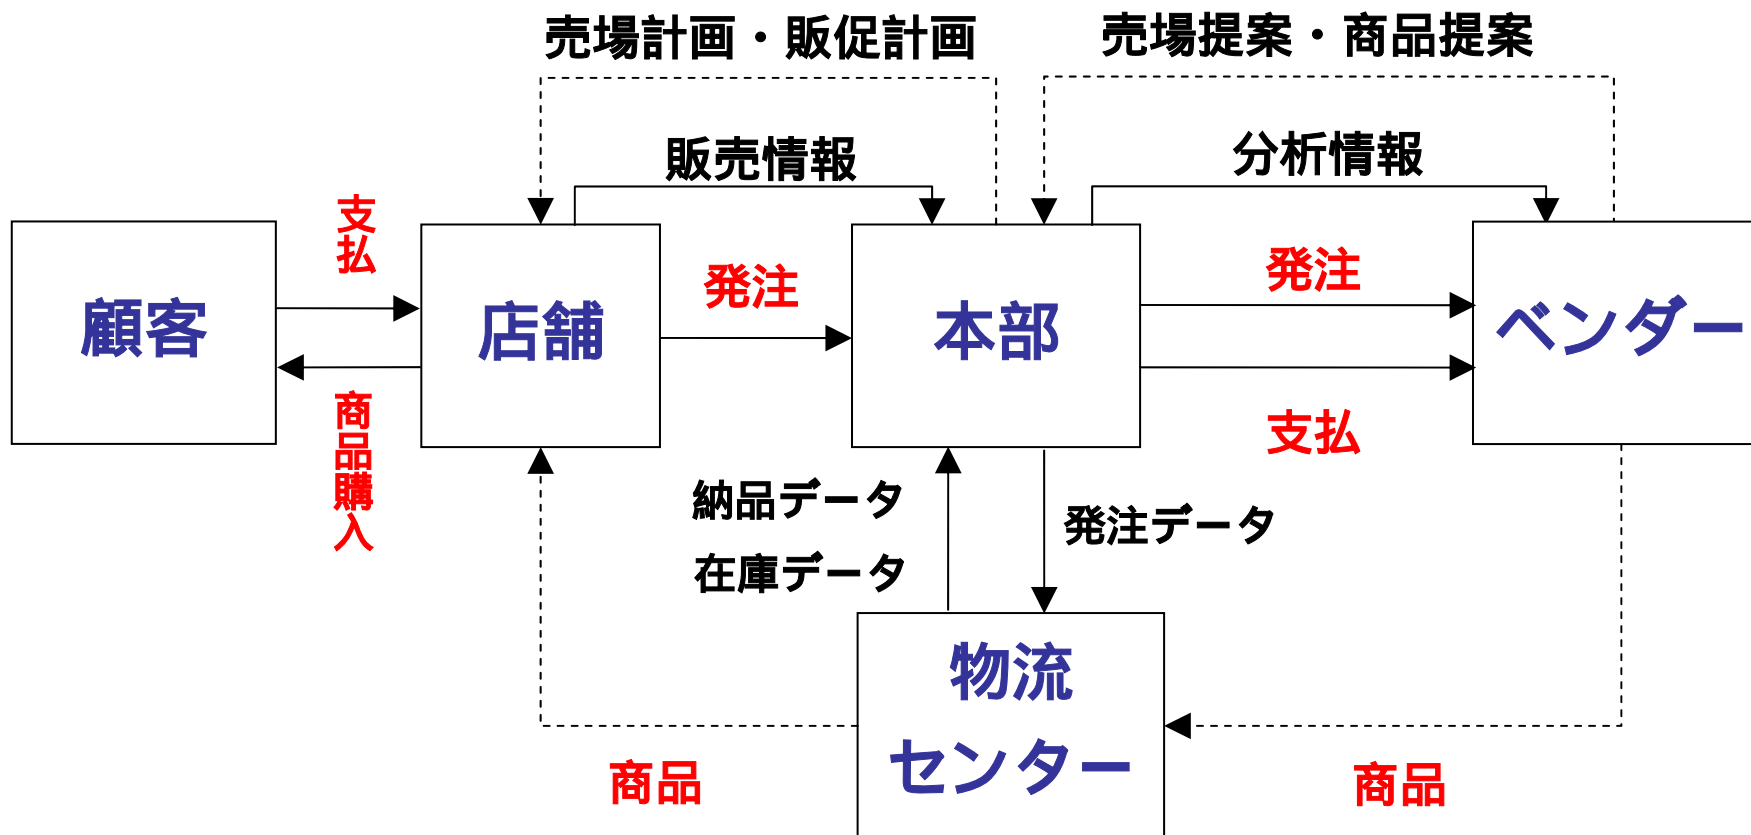 売場計画・販促計画
売場提案・商品提案
販売情報
分析情報
支払
発注
発注
顧客
店舗
本部
ベンダー
商品購入
支払
納品データ
在庫データ
発注データ
物流
センター
商品
商品